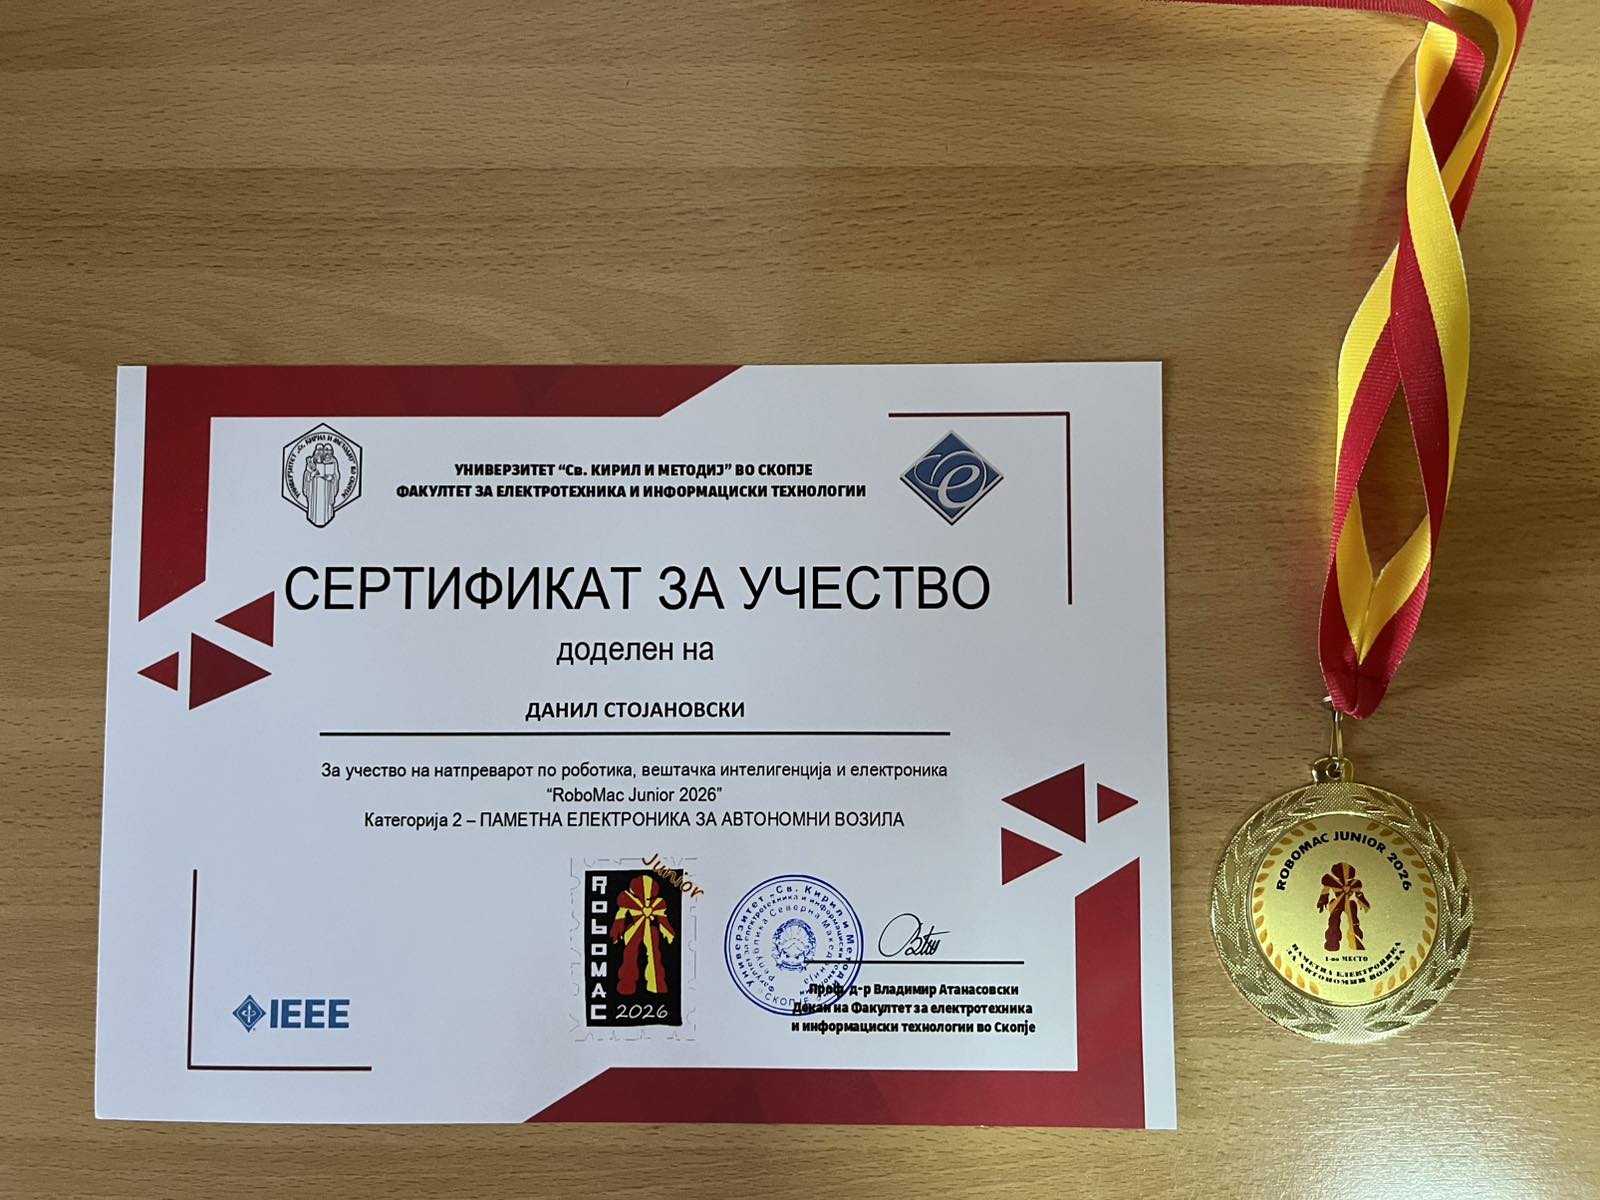 УНИВЕРЗИТЕТ “Св. КИРИЛ И МЕТОДИЈ” ВО СКОПЈЕ
ФАКУЛТЕТ ЗА ЕЛЕКТРОТЕХНИКА И ИНФОРМАЦИСКИ ТЕХНОЛОГИИ
СЕРТИФИКАТ ЗА УЧЕСТВО
доделен на
ДАНИЛ СТОЈАНОВСКИ
За учество на натпреварот по роботика, вештачка интелигенција и електроника
“RoboMac Junior 2026”
Категорија 2 – ПАМЕТНА ЕЛЕКТРОНИКА ЗА АВТОНОМНИ ВОЗИЛА
Junior
ROBOMAC
2026
IEEE
Проф. д-р Владимир Атанасовски
Декан на Факултет за електротехника
и информациски технологии во Скопје
ROBOMAC JUNIOR 2026
1-во МЕСТО
ПАМЕТНА ЕЛЕКТРОНИКА
ЗА АВТОНОМНИ ВОЗИЛА